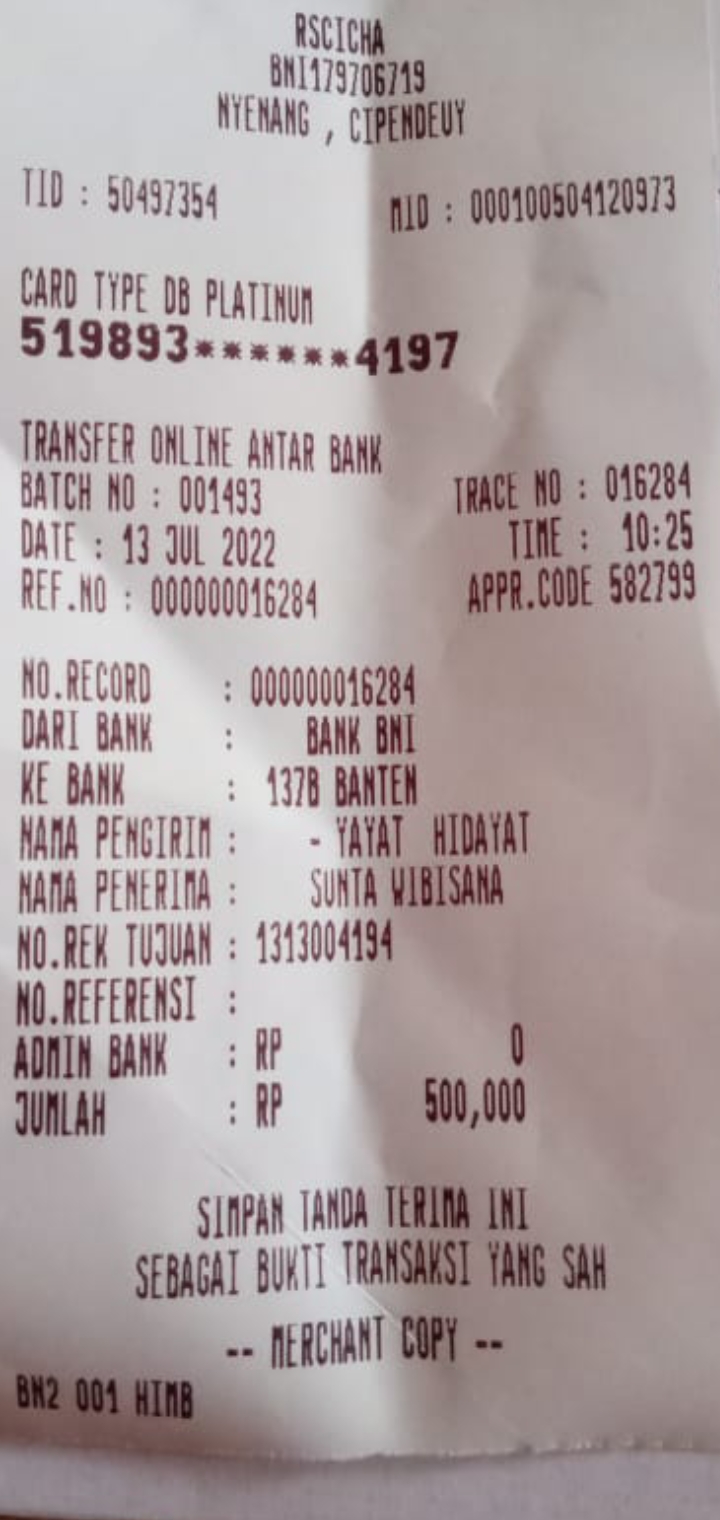 RSCICHA
BNI179706719
NYENANG , CIPENDEUY
TID : 50497354 MID : 000100504120973
CARD TYPE DB PLATINUM
519893******4197
TRANSFER ONLINE ANTAR BANK
BATCH NO : 001493 TRACE NO : 016284
DATE : 13 JUL 2022 TIME : 10:25
REF.NO : 000000016284 APPR.CODE 582799
NO.RECORD : 000000016284
DARI BANK : BANK BNI
KE BANK : 137B BANTEN
NAMA PENGIRIM : - YAYAT HIDAYAT
NAMA PENERIMA : SUNTA WIBISANA
NO.REK TUJUAN : 1313004194
NO.REFERENSI :
ADMIN BANK : RP 0
JUMLAH : RP 500,000
SIMPAN TANDA TERIMA INI
SEBAGAI BUKTI TRANSAKSI YANG SAH
-- MERCHANT COPY --
BN2 001 HIMB